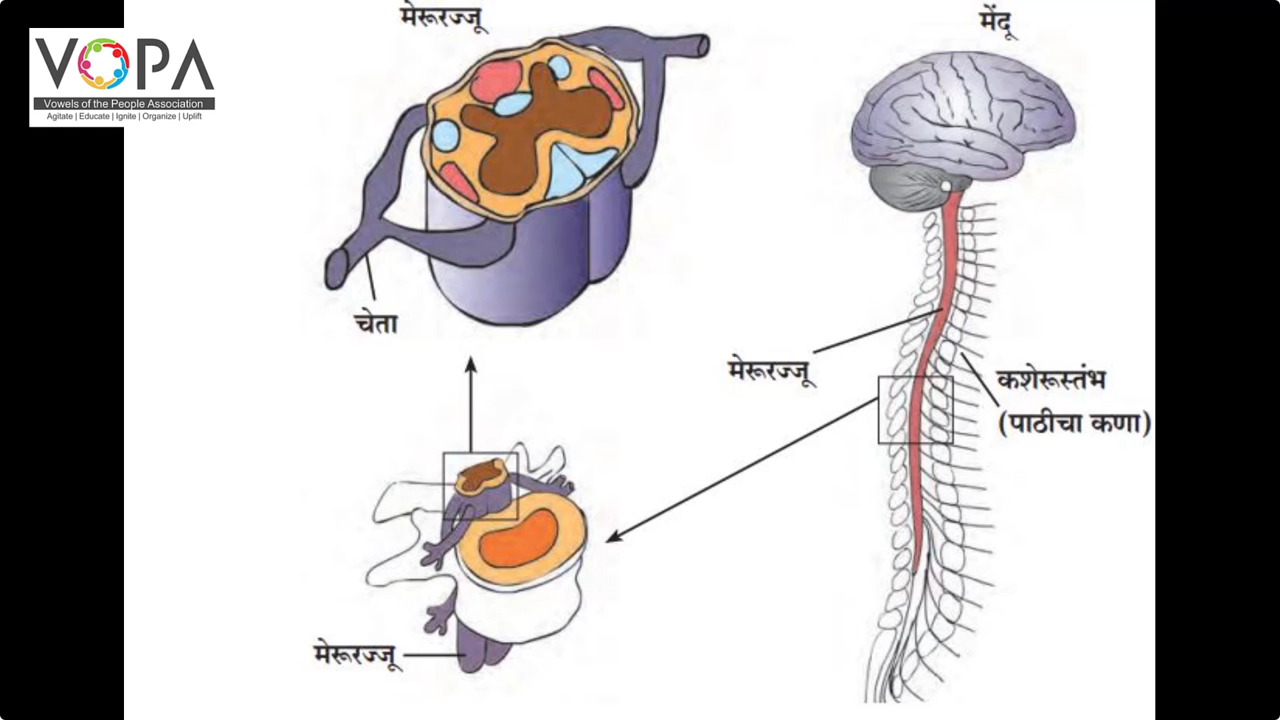 VOPA
Vowels of the People Association
Agitate | Educate | Ignite | Organize | Uplift
मेरूरज्जू
मेंदू
चेता
मेरूरज्जू
कशेरूस्तंभ
(पाठीचा कणा)
मेरूरज्जू